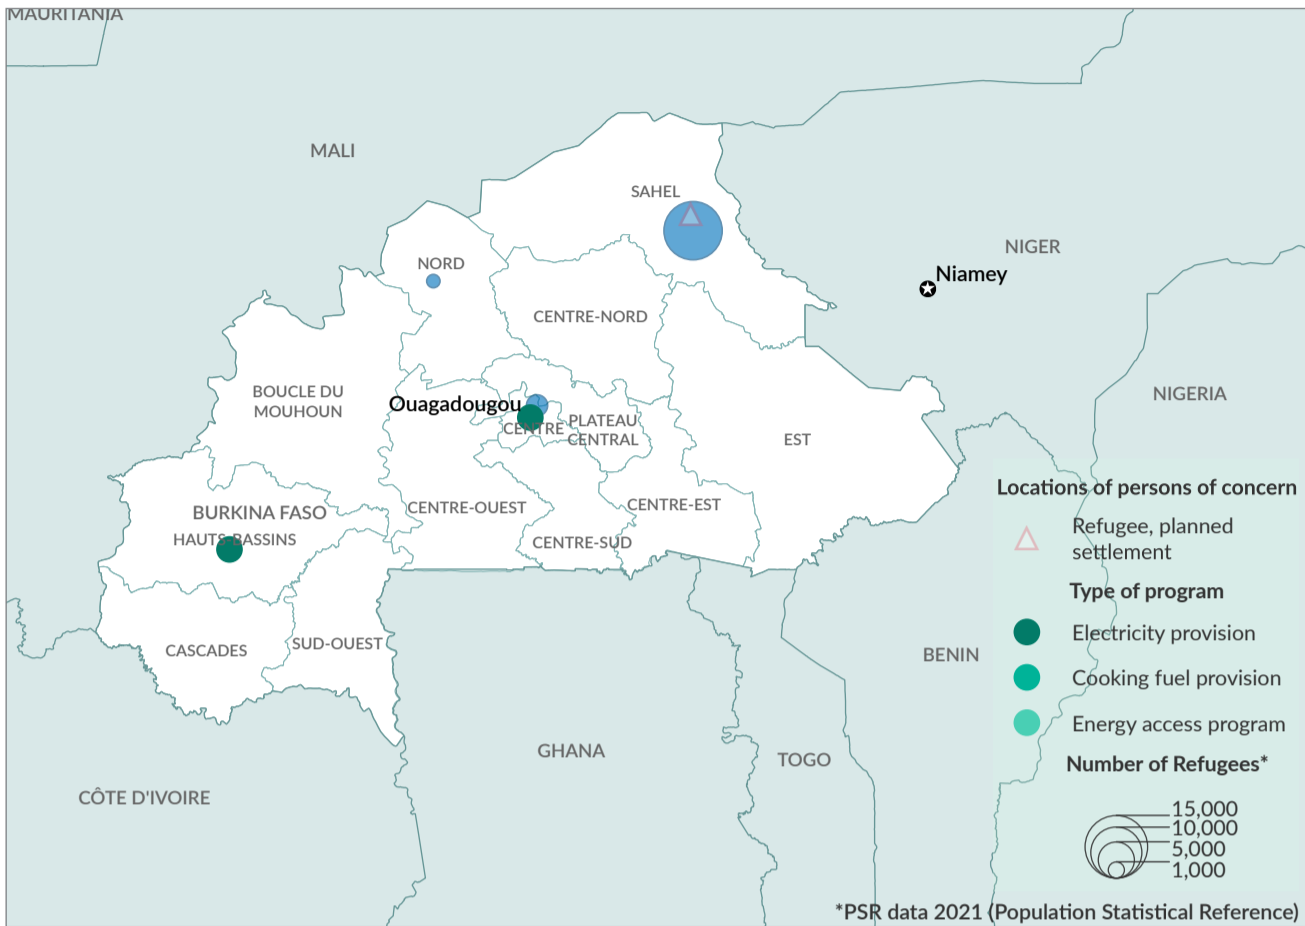 MAURITANIA
MALI
SAHEL
NIGER
NORD
Niamey
CENTRE-NORD
BOUCLE DU
MOUHOUN
NIGERIA
Ouagadougou
PLATEAU
CENTRAL
CENTRE
EST
CENTRE-OUEST
CENTRE-EST
BURKINA FASO
HAUTS-BASSINS
CENTRE-SUD
SUD-OUEST
CASCADES
BENIN
GHANA
TOGO
CÔTE D'IVOIRE
Locations of persons of concern
Refugee, planned
settlement
Type of program
Electricity provision
Cooking fuel provision
Energy access program
Number of Refugees*
15,000
10,000
5,000
1,000
*PSR data 2021 (Population Statistical Reference)